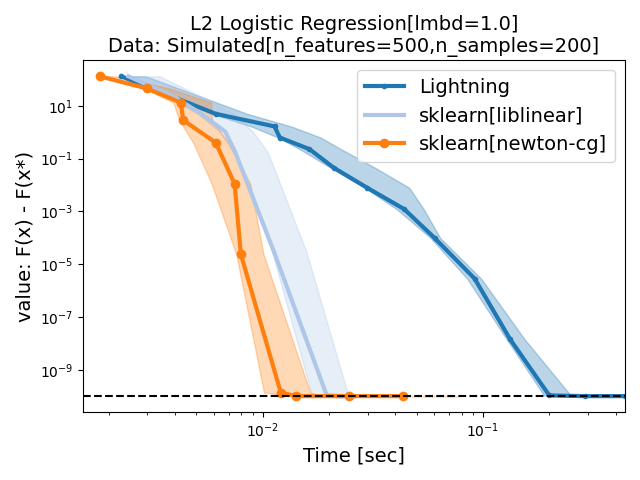 L2 Logistic Regression[lmbd=1.0]
Data: Simulated[n_features=500,n_samples=200]
Lightning
sklearn[liblinear]
sklearn[newton-cg]
value: F(x) - F(x*)
10¹
10⁻¹
10⁻³
10⁻⁵
10⁻⁷
10⁻⁹
10⁻²
10⁻¹
Time [sec]